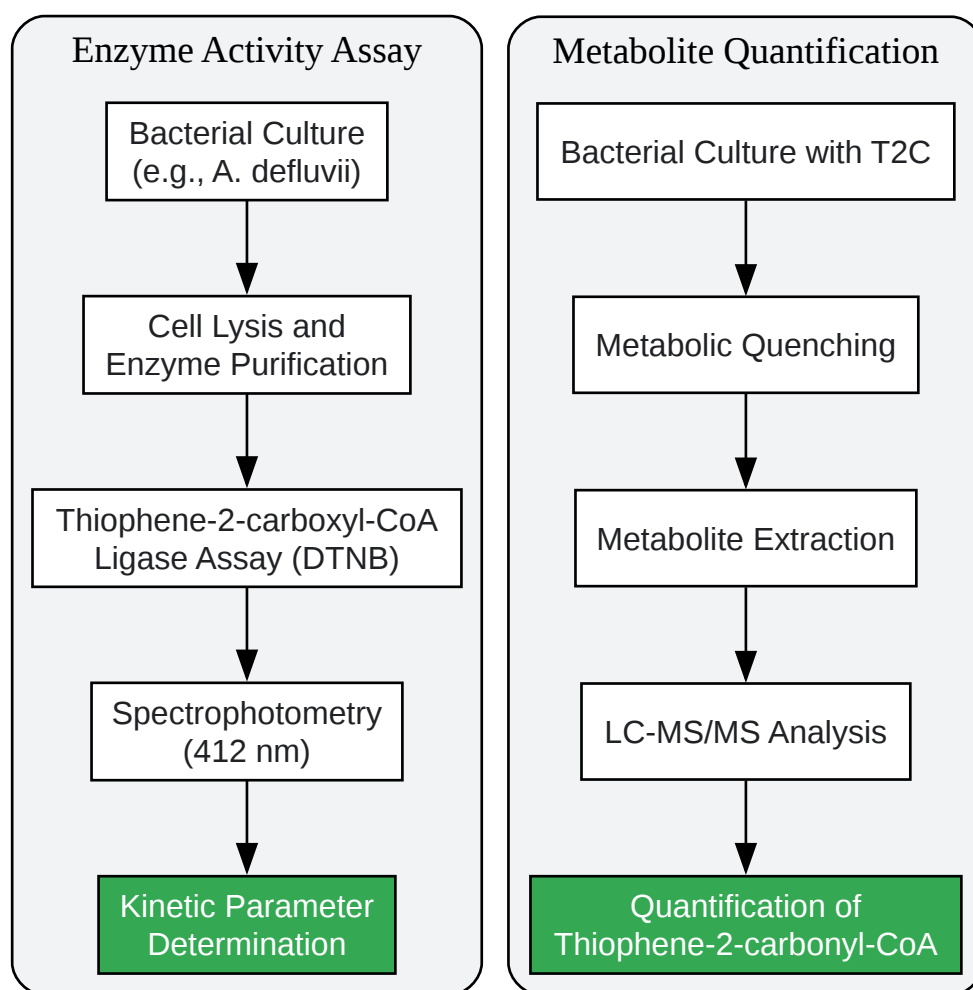 Enzyme Activity Assay
Bacterial Culture
(e.g., A. defluvii)
Cell Lysis and
Enzyme Purification
Thiophene-2-carboxyl-CoA
Ligase Assay (DTNB)
Spectrophotometry
(412 nm)
Kinetic Parameter
Determination
Metabolite Quantification
Bacterial Culture with T2C
Metabolic Quenching
Metabolite Extraction
LC-MS/MS Analysis
Quantification of
Thiophene-2-carbonyl-CoA